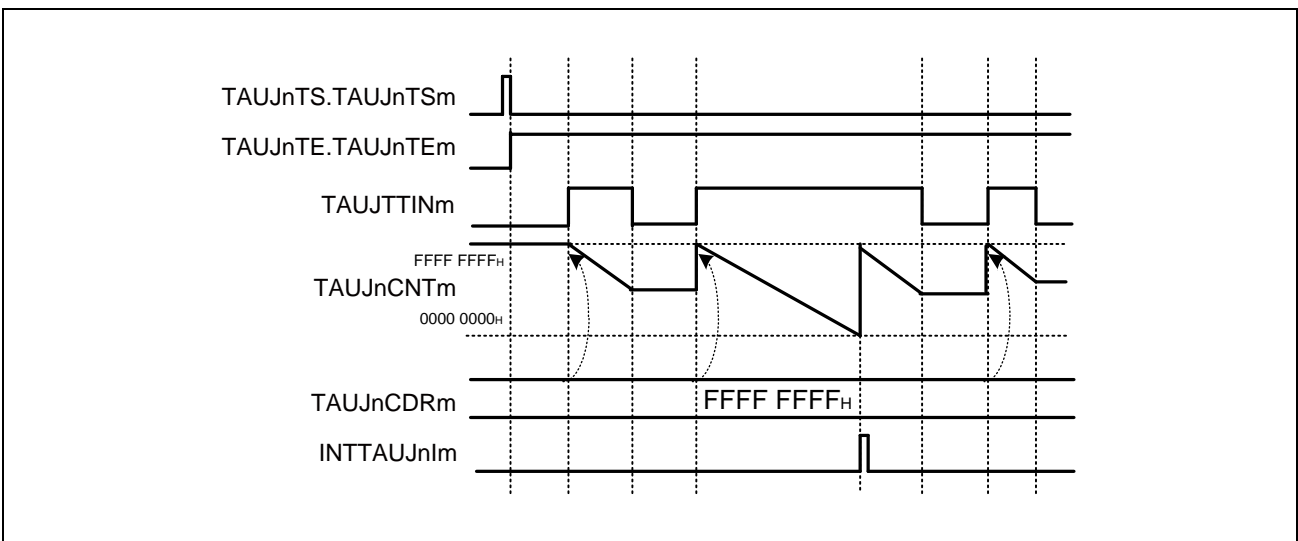 TAUJnTS.TAUJnTSm
TAUJnTE.TAUJnTEm
TAUJTTINm
FFFF FFFFH
TAUJnCNTm
0000 0000H
TAUJnCDRm
FFFF FFFFH
INTTAUJnIm